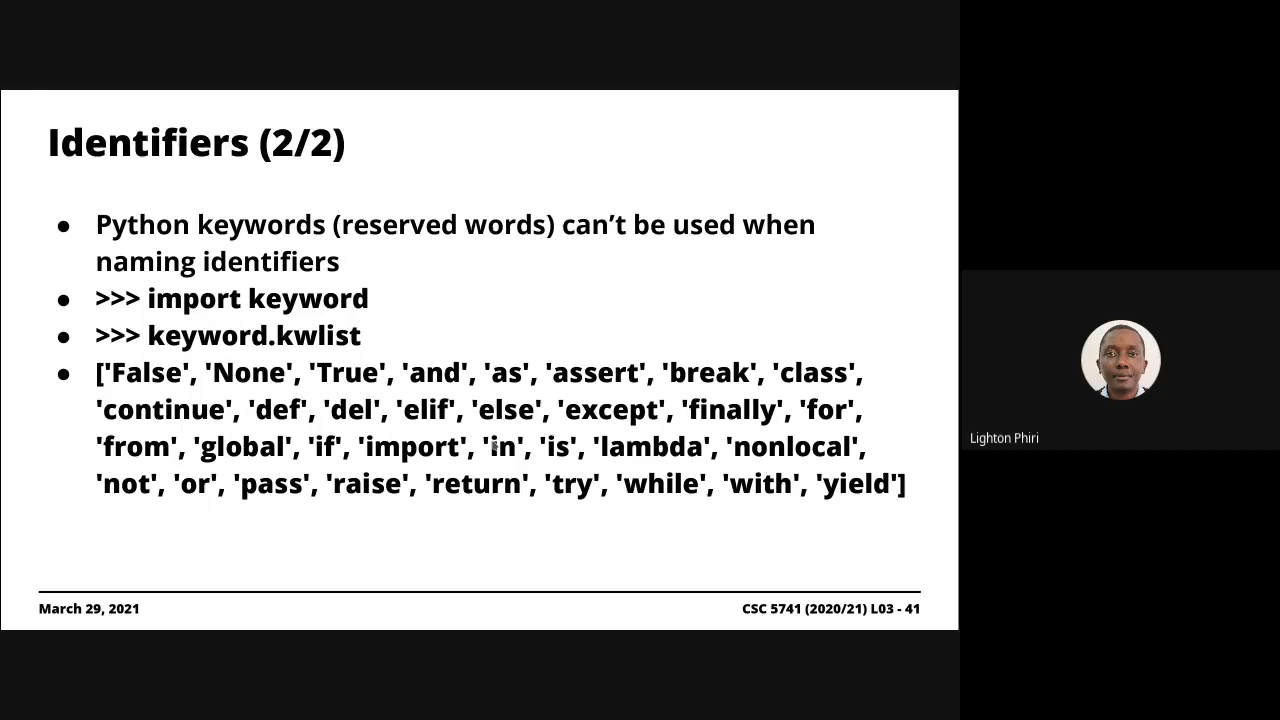 Identifiers (2/2)
● Python keywords (reserved words) can’t be used when
naming identifiers
● >>> import keyword
● >>> keyword.kwlist
● ['False', 'None', 'True', 'and', 'as', 'assert', 'break', 'class',
'continue', 'def', 'del', 'elif', 'else', 'except', 'finally', 'for',
'from', 'global', 'if', 'import', 'in', 'is', 'lambda', 'nonlocal',
'not', 'or', 'pass', 'raise', 'return', 'try', 'while', 'with', 'yield']
March 29, 2021
CSC 5741 (2020/21) L03 - 41
Lighton Phiri